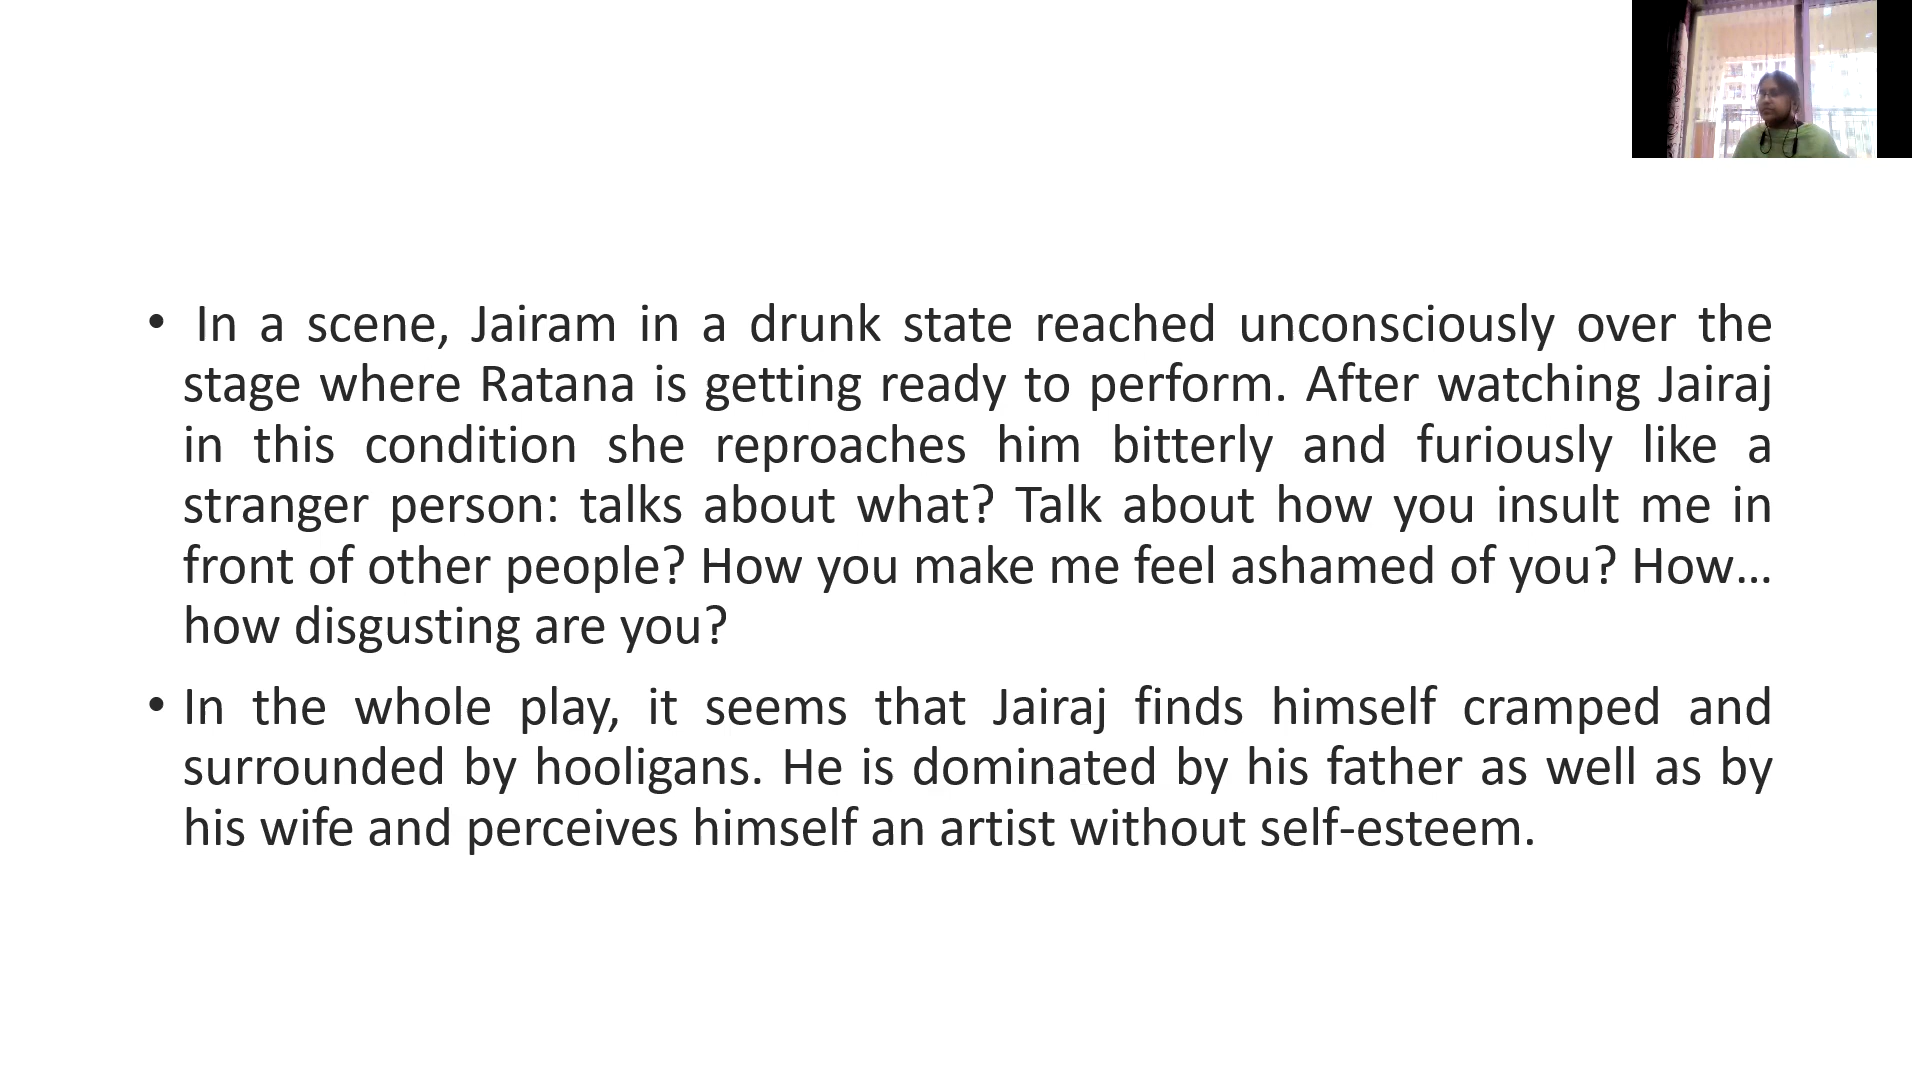 • In a scene, Jairam in a drunk state reached unconsciously over the
stage where Ratana is getting ready to perform. After watching Jairaj
in this condition she reproaches him bitterly and furiously like a
stranger person: talks about what? Talk about how you insult me in
front of other people? How you make me feel ashamed of you? How...
how disgusting are you?
• In the whole play, it seems that Jairaj finds himself cramped and
surrounded by hooligans. He is dominated by his father as well as by
his wife and perceives himself an artist without self-esteem.